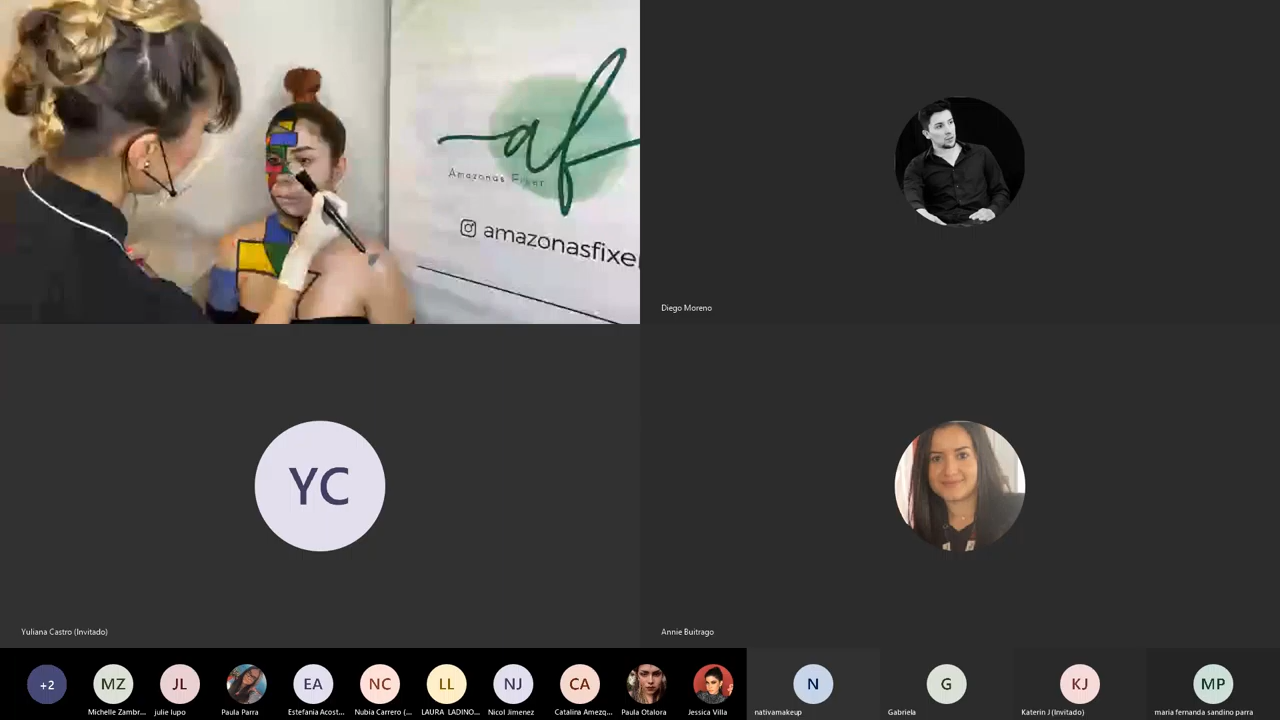 af
Amazonas Fixer
amazonasfixe
Diego Moreno
YC
Yuliana Castro (Invitado)
Annie Buitrago
+2
MZ
JL
EA
NC
LL
NJ
CA
N
G
KJ
MP
Michelle Zambr...
julie lupo
Paula Parra
Estefania Acost...
Nubia Carrero (...
LAURA LADINO...
Nicol Jimenez
Catalina Amezq...
Paula Otalora
Jessica Villa
nativamakeup
Gabriela
Katerin J (Invitado)
maria fernanda sandino parra